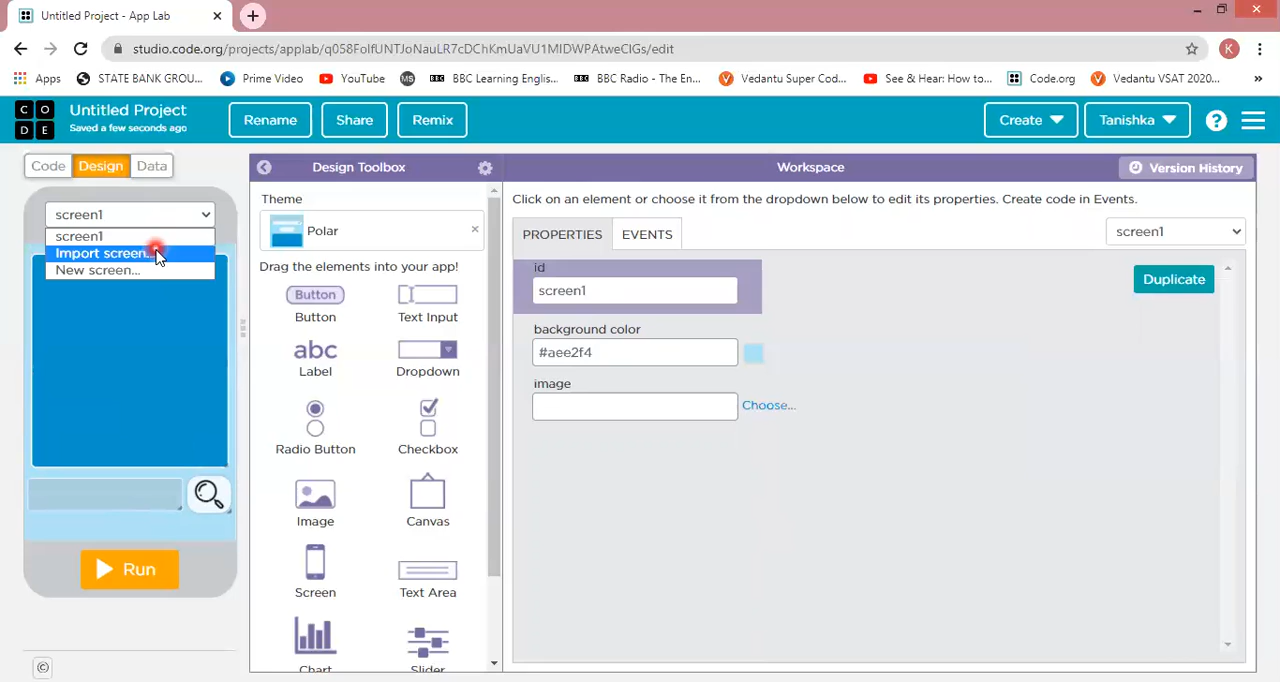 Untitled Project - App Lab
studio.code.org/projects/applab/q058FolfUNTJoNauLR7cDChKmUaVU1MIDWPAtweCIGs/edit
K
Apps
STATE BANK GROU...
Prime Video
YouTube
MS
BBC
BBC Learning Englis...
BBC
BBC Radio - The En...
Vedantu Super Cod...
See & Hear: How to...
Code.org
Vedantu VSAT 2020...
»
C O
D E
Untitled Project
Saved a few seconds ago
Rename
Share
Remix
Create
Tanishka
?
Code
Design
Data
Design Toolbox
Workspace
Version History
screen1
screen1
Import screen...
New screen...
Run
©
Theme
Polar
×
Drag the elements into your app!
Button
Button
Text Input
abc
Label
Dropdown
Radio Button
Checkbox
Image
Canvas
Screen
Text Area
Chart
Slider
Click on an element or choose it from the dropdown below to edit its properties. Create code in Events.
PROPERTIES
EVENTS
screen1
id
screen1
Duplicate
background color
#aee2f4
image
Choose...